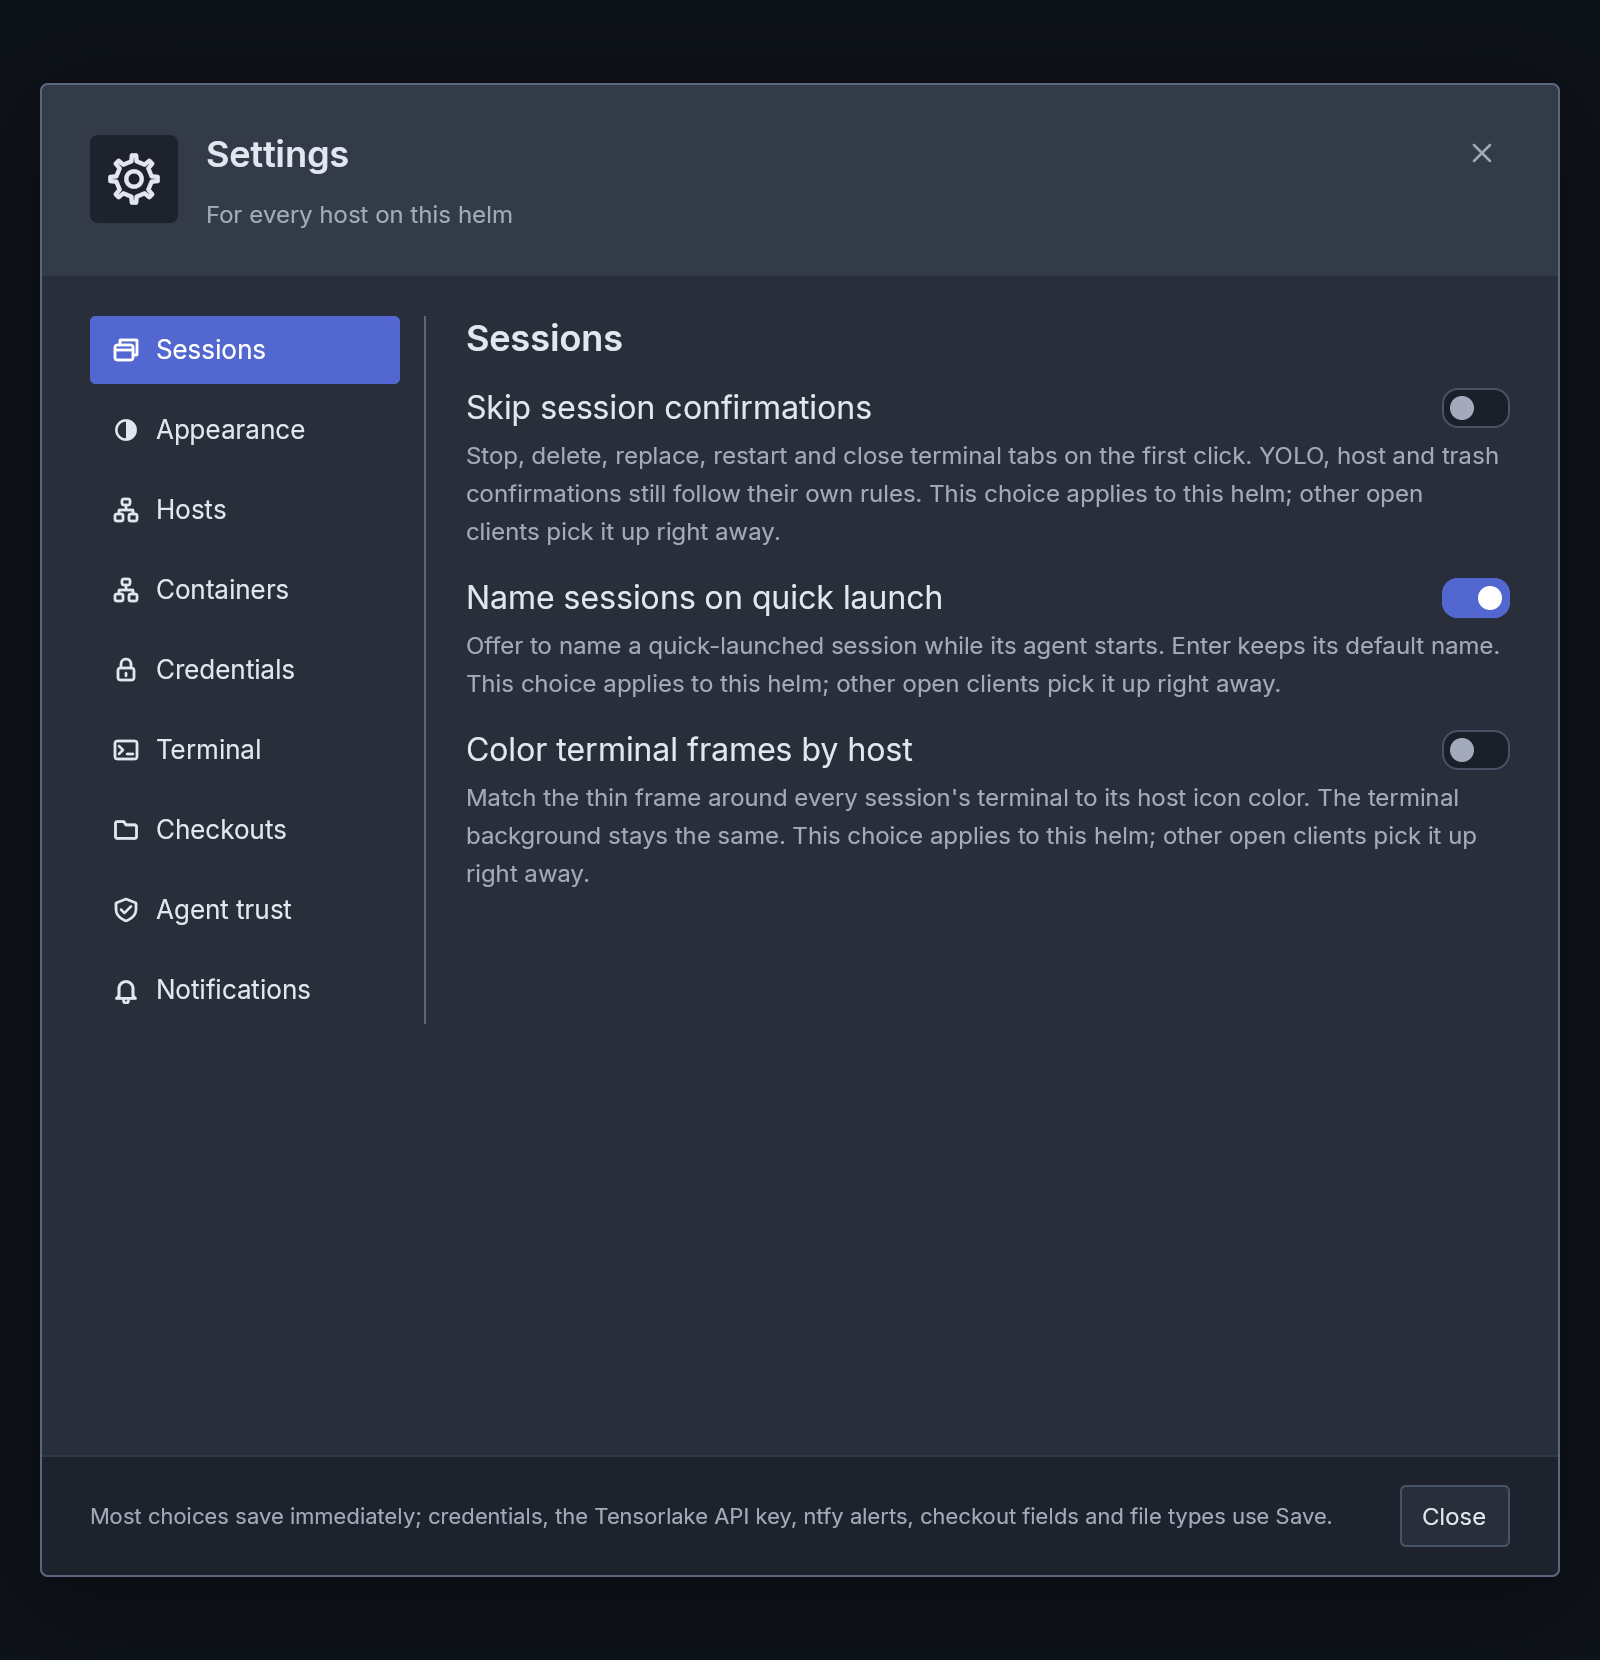 Settings
For every host on this helm
Sessions
Appearance
Hosts
Containers
Credentials
Terminal
Checkouts
Agent trust
Notifications
Sessions
Skip session confirmations
Stop, delete, replace, restart and close terminal tabs on the first click. YOLO, host and trash
confirmations still follow their own rules. This choice applies to this helm; other open
clients pick it up right away.
Name sessions on quick launch
Offer to name a quick-launched session while its agent starts. Enter keeps its default name.
This choice applies to this helm; other open clients pick it up right away.
Color terminal frames by host
Match the thin frame around every session's terminal to its host icon color. The terminal
background stays the same. This choice applies to this helm; other open clients pick it up
right away.
Most choices save immediately; credentials, the Tensorlake API key, ntfy alerts, checkout fields and file types use Save.
Close